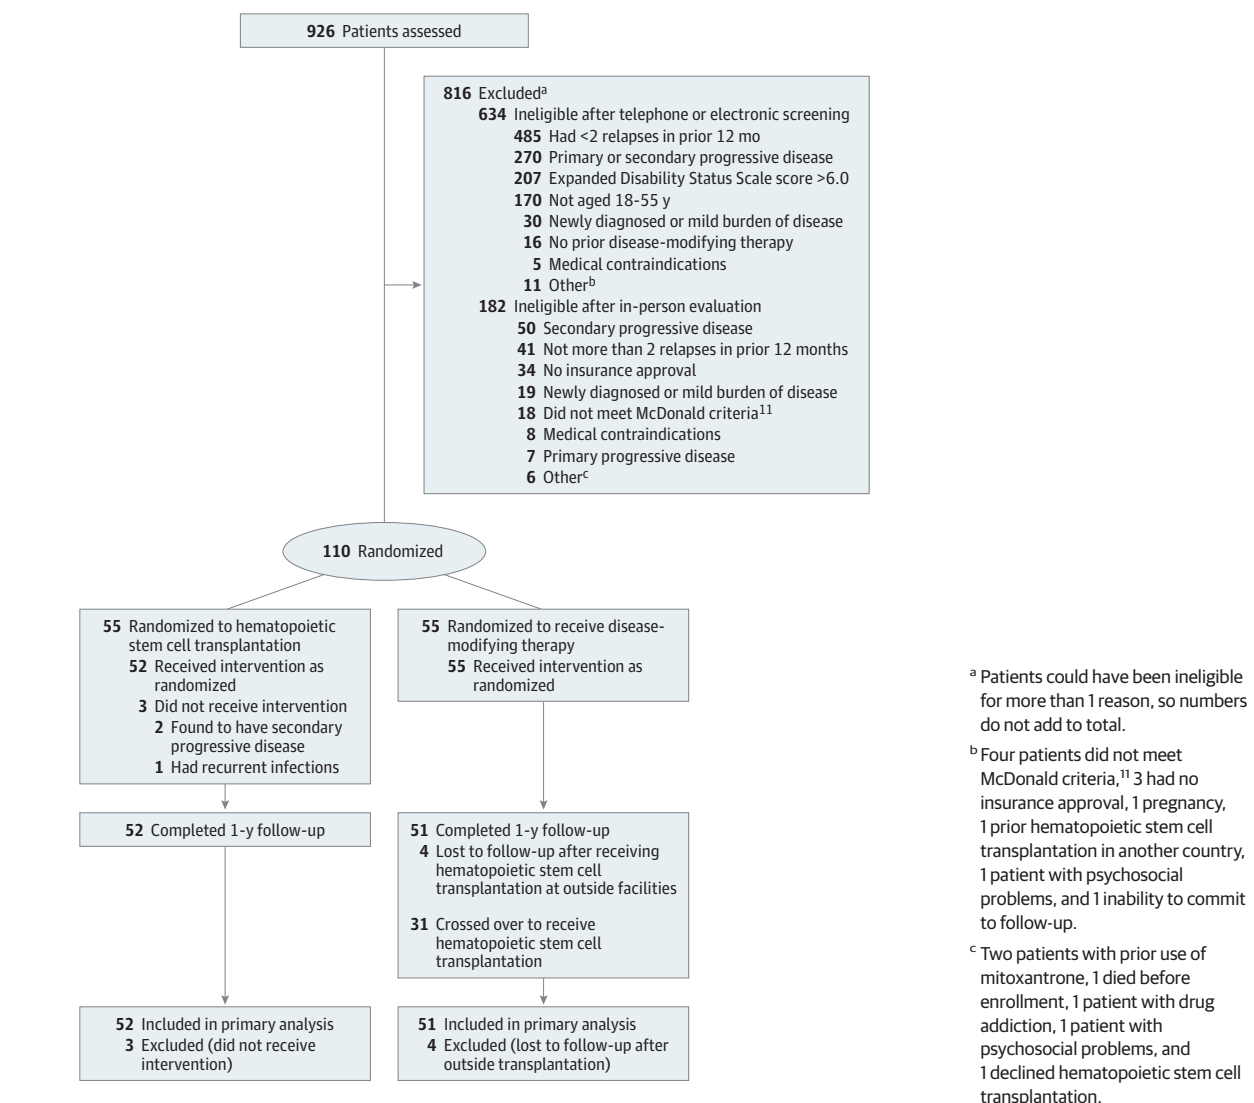 926 Patients assessed
816 Excludedᵃ
634 Ineligible after telephone or electronic screening
485 Had <2 relapses in prior 12 mo
270 Primary or secondary progressive disease
207 Expanded Disability Status Scale score >6.0
170 Not aged 18-55 y
30 Newly diagnosed or mild burden of disease
16 No prior disease-modifying therapy
5 Medical contraindications
11 Otherᵇ
182 Ineligible after in-person evaluation
50 Secondary progressive disease
41 Not more than 2 relapses in prior 12 months
34 No insurance approval
19 Newly diagnosed or mild burden of disease
18 Did not meet McDonald criteria¹¹
8 Medical contraindications
7 Primary progressive disease
6 Otherᶜ
110 Randomized
55 Randomized to hematopoietic
stem cell transplantation
52 Received intervention as
randomized
3 Did not receive intervention
2 Found to have secondary
progressive disease
1 Had recurrent infections
55 Randomized to receive disease-
modifying therapy
55 Received intervention as
randomized
52 Completed 1-y follow-up
51 Completed 1-y follow-up
4 Lost to follow-up after receiving
hematopoietic stem cell
transplantation at outside facilities
31 Crossed over to receive
hematopoietic stem cell
transplantation
52 Included in primary analysis
3 Excluded (did not receive
intervention)
51 Included in primary analysis
4 Excluded (lost to follow-up after
outside transplantation)
ᵃ Patients could have been ineligible
for more than 1 reason, so numbers
do not add to total.
ᵇ Four patients did not meet
McDonald criteria,¹¹ 3 had no
insurance approval, 1 pregnancy,
1 prior hematopoietic stem cell
transplantation in another country,
1 patient with psychosocial
problems, and 1 inability to commit
to follow-up.
ᶜ Two patients with prior use of
mitoxantrone, 1 died before
enrollment, 1 patient with drug
addiction, 1 patient with
psychosocial problems, and
1 declined hematopoietic stem cell
transplantation.